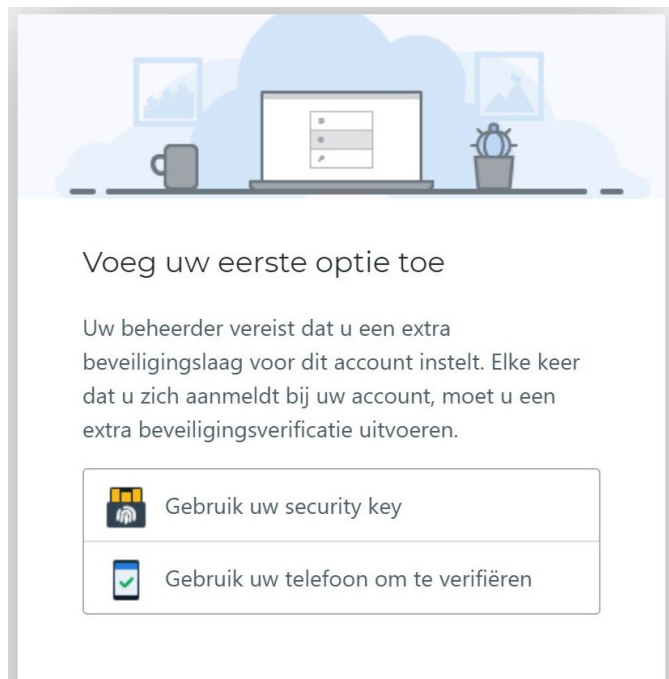 Voeg uw eerste optie toe
Uw beheerder vereist dat u een extra
beveiligingslaag voor dit account instelt. Elke keer
dat u zich aanmeldt bij uw account, moet u een
extra beveiligingsverificatie uitvoeren.
Gebruik uw security key
Gebruik uw telefoon om te verifiëren